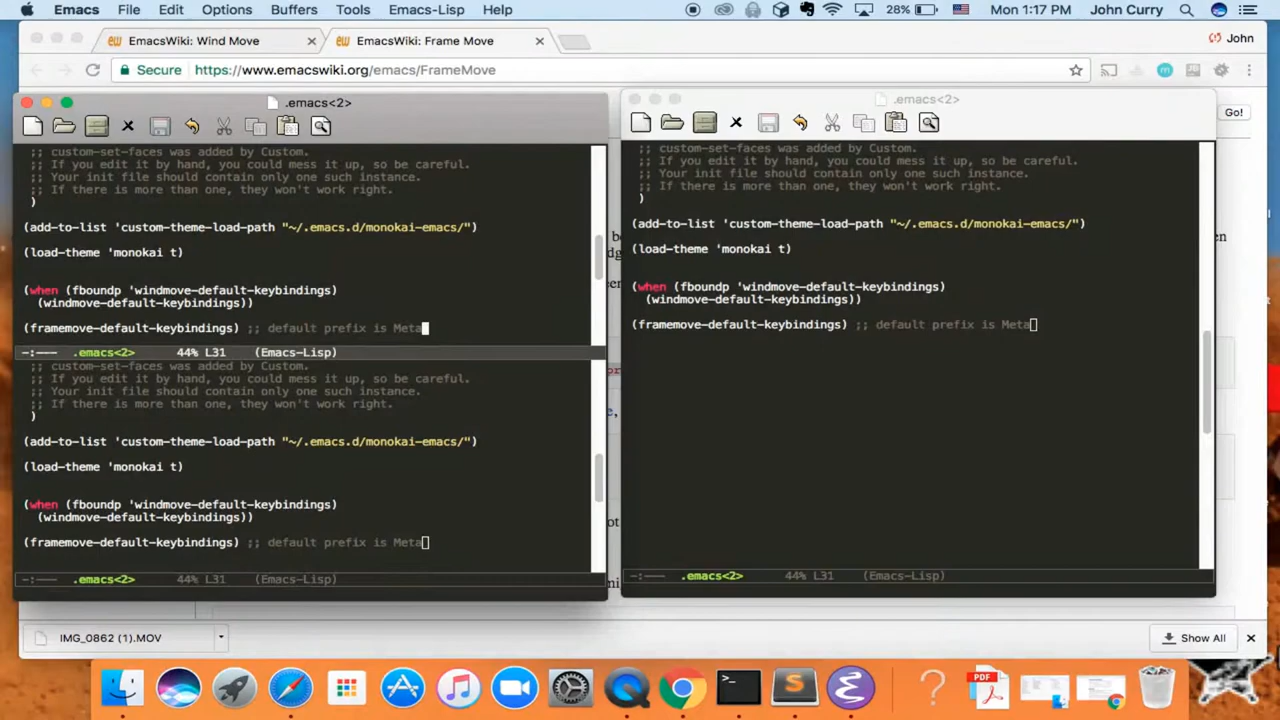 Emacs File Edit Options Buffers Tools Emacs-Lisp Help 28% Mon 1:17 PM John Curry
EmacsWiki: Wind Move EmacsWiki: Frame Move John
Secure https://www.emacswiki.org/emacs/FrameMove
.emacs<2>
;; custom-set-faces was added by Custom.
;; If you edit it by hand, you could mess it up, so be careful.
;; Your init file should contain only one such instance.
;; If there is more than one, they won't work right.
)
(add-to-list 'custom-theme-load-path "~/.emacs.d/monokai-emacs/")
(load-theme 'monokai t)
(when (fboundp 'windmove-default-keybindings)
(windmove-default-keybindings))
(framemove-default-keybindings) ;; default prefix is Meta
-:--- .emacs<2> 44% L31 (Emacs-Lisp)
;; custom-set-faces was added by Custom.
;; If you edit it by hand, you could mess it up, so be careful.
;; Your init file should contain only one such instance.
;; If there is more than one, they won't work right.
)
(add-to-list 'custom-theme-load-path "~/.emacs.d/monokai-emacs/")
(load-theme 'monokai t)
(when (fboundp 'windmove-default-keybindings)
(windmove-default-keybindings))
(framemove-default-keybindings) ;; default prefix is Meta
-:--- .emacs<2> 44% L31 (Emacs-Lisp)
.emacs<2>
;; custom-set-faces was added by Custom.
;; If you edit it by hand, you could mess it up, so be careful.
;; Your init file should contain only one such instance.
;; If there is more than one, they won't work right.
)
(add-to-list 'custom-theme-load-path "~/.emacs.d/monokai-emacs/")
(load-theme 'monokai t)
(when (fboundp 'windmove-default-keybindings)
(windmove-default-keybindings))
(framemove-default-keybindings) ;; default prefix is Meta
-:--- .emacs<2> 44% L31 (Emacs-Lisp)
Go!
IMG_0862 (1).MOV Show All
PDF